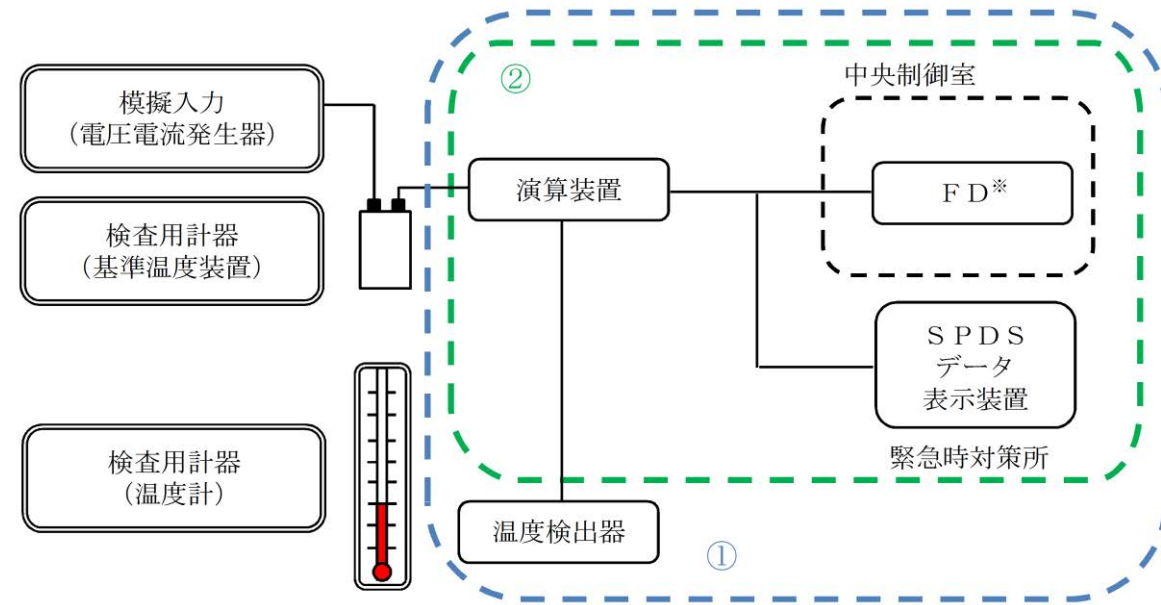 模擬入力
（電圧電流発生器）
検査用計器
（基準温度装置）
検査用計器
（温度計）
②
中央制御室
演算装置
ＦＤ※
ＳＰＤＳ
データ
表示装置
緊急時対策所
温度検出器
①